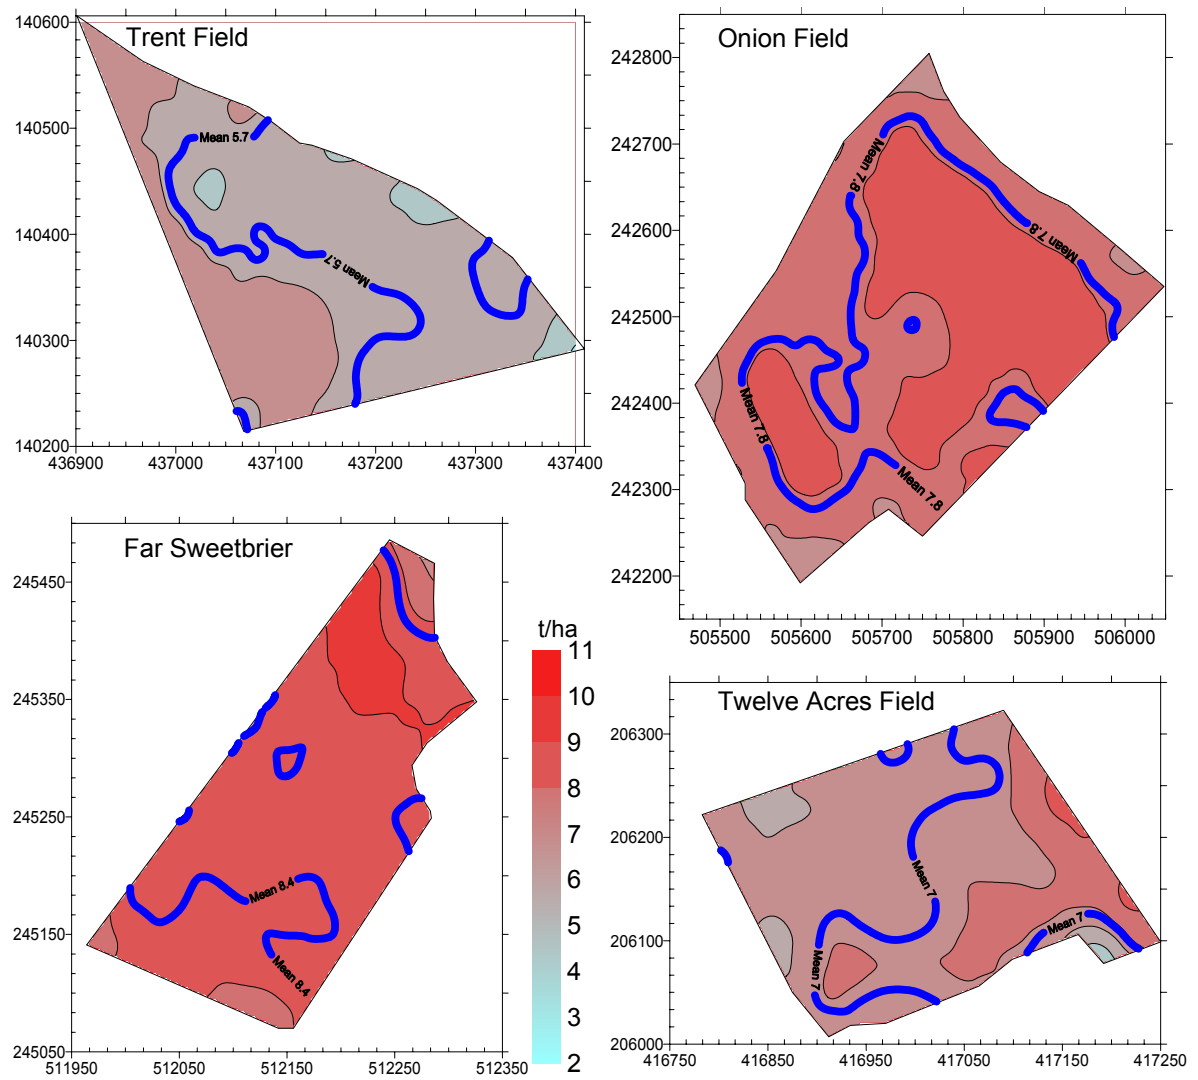 Trent Field
140600
140500
140400
140300
140200
436900 437000 437100 437200 437300 437400
Mean 5.7
Mean 5.7
Onion Field
242800
242700
242600
242500
242400
242300
242200
505500 505600 505700 505800 505900 506000
Mean 7.8
Mean 7.8
Mean 7.8
Mean 7.8
Far Sweetbrier
245450
245350
245250
245150
245050
511950 512050 512150 512250 512350
Mean 8.4
Mean 8.4
t/ha
11
10
9
8
7
6
5
4
3
2
Twelve Acres Field
206300
206200
206100
206000
416750 416850 416950 417050 417150 417250
Mean 7
Mean 7
Mean 7